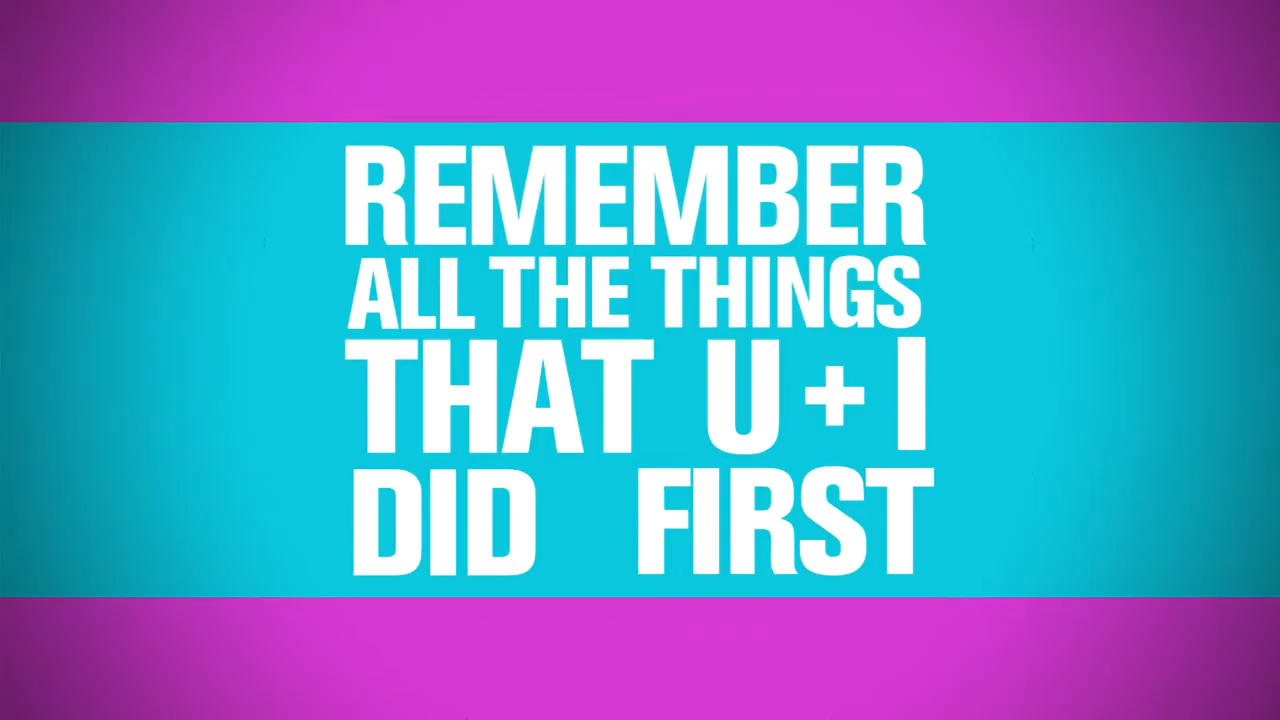 REMEMBER
ALL THE THINGS
THAT U + I
DID FIRST